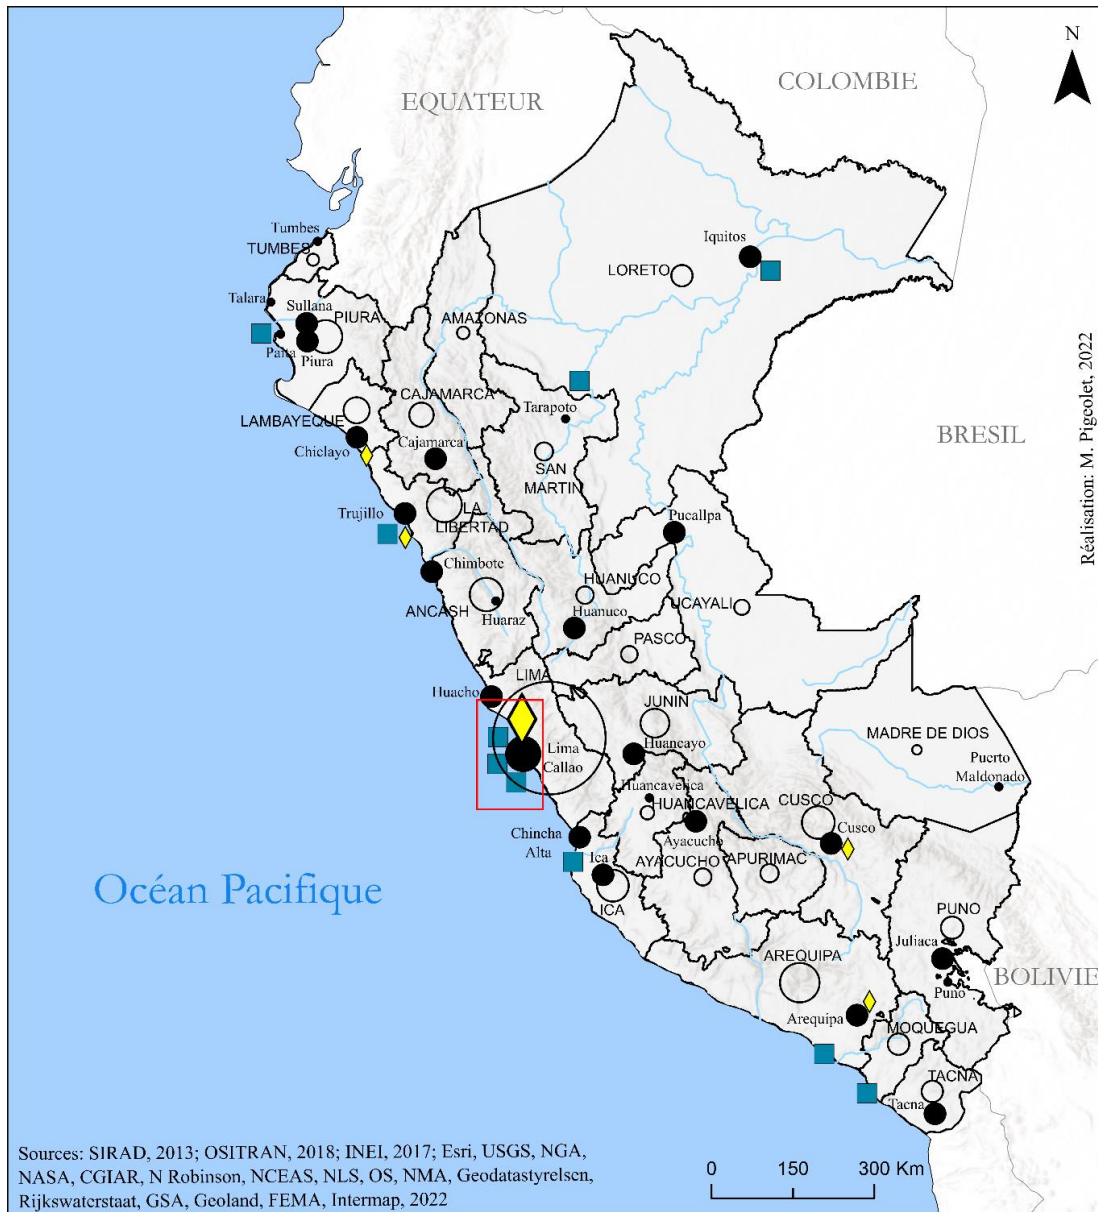 N
COLOMBIE
EQUATEUR
Tumbes
TUMBES
Iquitos
LORETO
Talara
Sullana
PIURA
AMAZONAS
Paita
Piura
CAJAMARCA
LAMBAYEQUE
Tarapoto
Chiclayo
Cajamarca
BRESIL
SAN
MARTIN
Réalisation: M. Pigeolet, 2022
Trujillo
LA
LIBERTAD
Pucallpa
Chimbote
HUANUCO
ANCASH
Huaraz
Huanuco
UCAYALI
PASCO
LIMA
Huacho
JUNIN
MADRE DE DIOS
Lima
Callao
Huancayo
Puerto
Maldonado
Huancavelica
HUANCAVELICA
CUSCO
Cusco
Chincha
Alta
Ayacucho
Ica
AYACUCHO
APURIMAC
Océan Pacifique
ICA
PUNO
Juliaca
AREQUIPA
BOLIVIE
Puno
Arequipa
MOQUEGUA
TACNA
Tacna
Sources: SIRAD, 2013; OSITRAN, 2018; INEI, 2017; Esri, USGS, NGA,
NASA, CGIAR, N Robinson, NCEAS, NLS, OS, NMA, Geodatastyrelsen,
Rijkswaterstaat, GSA, Geoland, FEMA, Intermap, 2022
0 150 300 Km